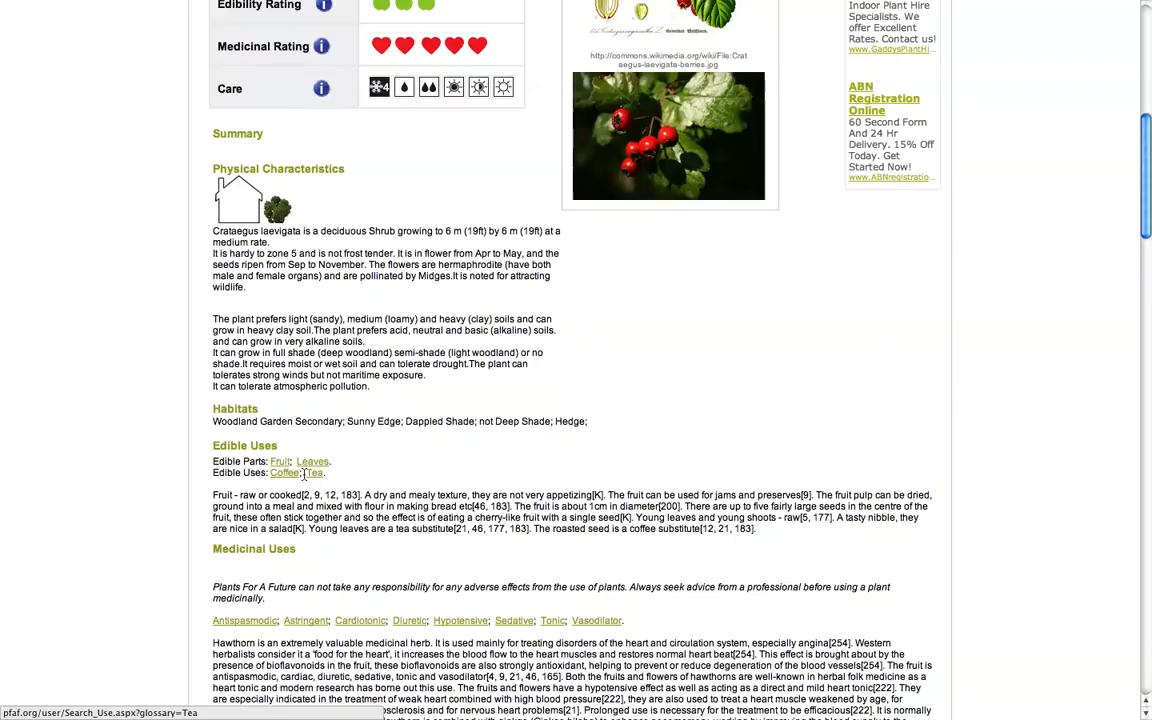 Edibility Rating
Medicinal Rating
Care
4
Summary
Physical Characteristics
Crataegus laevigata is a deciduous Shrub growing to 6 m (19ft) by 6 m (19ft) at a
medium rate.
It is hardy to zone 5 and is not frost tender. It is in flower from Apr to May, and the
seeds ripen from Sep to November. The flowers are hermaphrodite (have both
male and female organs) and are pollinated by Midges.It is noted for attracting
wildlife.
The plant prefers light (sandy), medium (loamy) and heavy (clay) soils and can
grow in heavy clay soil.The plant prefers acid, neutral and basic (alkaline) soils.
and can grow in very alkaline soils.
It can grow in full shade (deep woodland) semi-shade (light woodland) or no
shade.It requires moist or wet soil and can tolerate drought.The plant can
tolerates strong winds but not maritime exposure.
It can tolerate atmospheric pollution.
http://commons.wikimedia.org/wiki/File:Crat
aegus-laevigata-berries.jpg
Indoor Plant Hire
Specialists. We
offer Excellent
Rates. Contact us!
www.GaddysPlantHi...
ABN
Registration
Online
60 Second Form
And 24 Hr
Delivery. 15% Off
Today. Get
Started Now!
www.ABNregistratio...
Habitats
Woodland Garden Secondary; Sunny Edge; Dappled Shade; not Deep Shade; Hedge;
Edible Uses
Edible Parts: Fruit; Leaves.
Edible Uses: Coffee; Tea.
Fruit - raw or cooked[2, 9, 12, 183]. A dry and mealy texture, they are not very appetizing[K]. The fruit can be used for jams and preserves[9]. The fruit pulp can be dried,
ground into a meal and mixed with flour in making bread etc[46, 183]. The fruit is about 1cm in diameter[200]. There are up to five fairly large seeds in the centre of the
fruit, these often stick together and so the effect is of eating a cherry-like fruit with a single seed[K]. Young leaves and young shoots - raw[5, 177]. A tasty nibble, they
are nice in a salad[K]. Young leaves are a tea substitute[21, 46, 177, 183]. The roasted seed is a coffee substitute[12, 21, 183].
Medicinal Uses
Plants For A Future can not take any responsibility for any adverse effects from the use of plants. Always seek advice from a professional before using a plant
medicinally.
Antispasmodic; Astringent; Cardiotonic; Diuretic; Hypotensive; Sedative; Tonic; Vasodilator.
Hawthorn is an extremely valuable medicinal herb. It is used mainly for treating disorders of the heart and circulation system, especially angina[254]. Western
herbalists consider it a 'food for the heart', it increases the blood flow to the heart muscles and restores normal heart beat[254]. This effect is brought about by the
presence of bioflavonoids in the fruit, these bioflavonoids are also strongly antioxidant, helping to prevent or reduce degeneration of the blood vessels[254]. The fruit is
antispasmodic, cardiac, diuretic, sedative, tonic and vasodilator[4, 9, 21, 46, 165]. Both the fruits and flowers of hawthorns are well-known in herbal folk medicine as a
heart tonic and modern research has borne out this use. The fruits and flowers have a hypotensive effect as well as acting as a direct and mild heart tonic[222]. They
are especially indicated in the treatment of weak heart combined with high blood pressure[222], they are also used to treat a heart muscle weakened by age, for
and for nervous heart problems[21]. Prolonged use is necessary for the treatment to be efficacious[222]. It is normally
pfaf.org/user/Search_Use.aspx?glossary=Tea